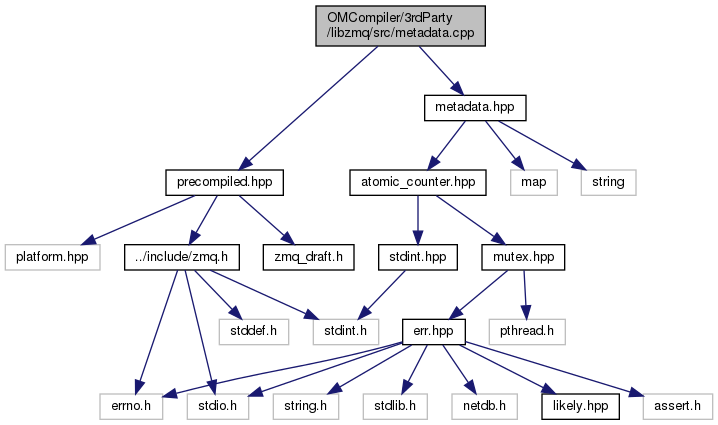 OMCompiler/3rdParty
/libzmq/src/metadata.cpp
metadata.hpp
precompiled.hpp
atomic_counter.hpp
map
string
platform.hpp
../include/zmq.h
zmq_draft.h
stdint.hpp
mutex.hpp
stddef.h
stdint.h
err.hpp
pthread.h
errno.h
stdio.h
string.h
stdlib.h
netdb.h
likely.hpp
assert.h